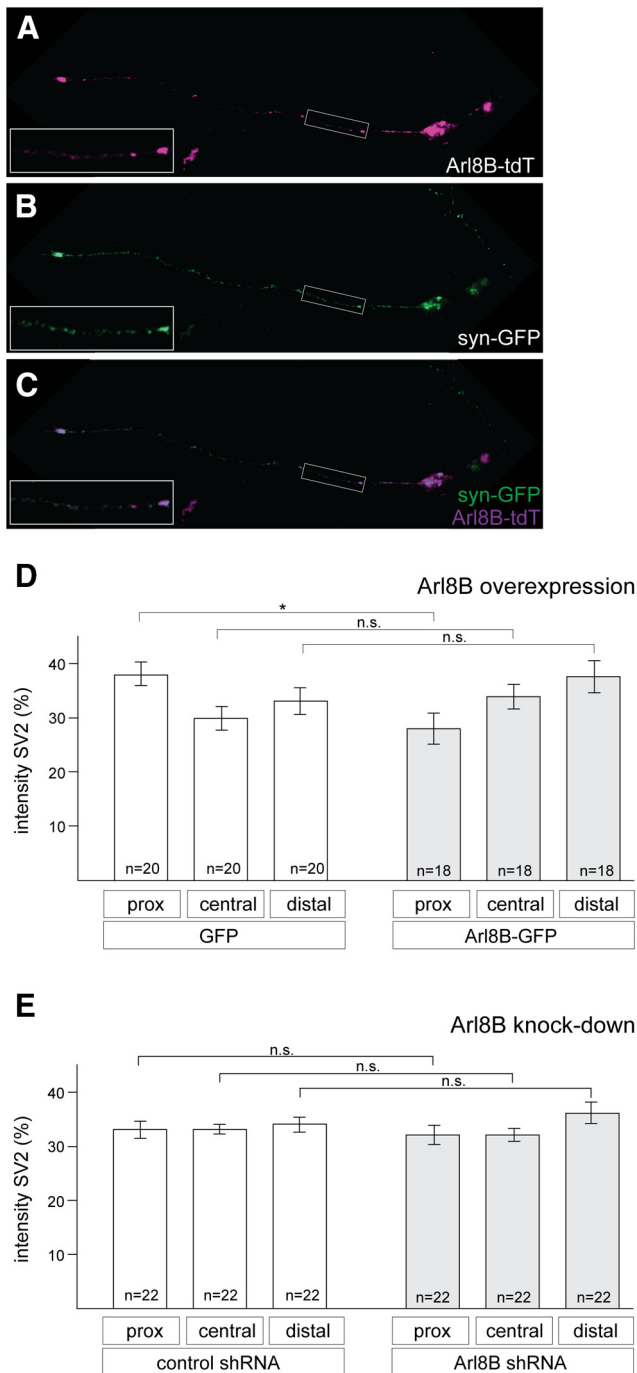 A
Arl8B-tdT
B
syn-GFP
C
syn-GFP
Arl8B-tdT
D
Arl8B overexpression
*
n.s.
n.s.
intensity SV2 (%)
40
30
20
10
n=20 n=20 n=20 n=18 n=18 n=18
prox central distal prox central distal
GFP Arl8B-GFP
E
Arl8B knock-down
n.s.
n.s.
n.s.
intensity SV2 (%)
40
30
20
10
n=22 n=22 n=22 n=22 n=22 n=22
prox central distal prox central distal
control shRNA Arl8B shRNA